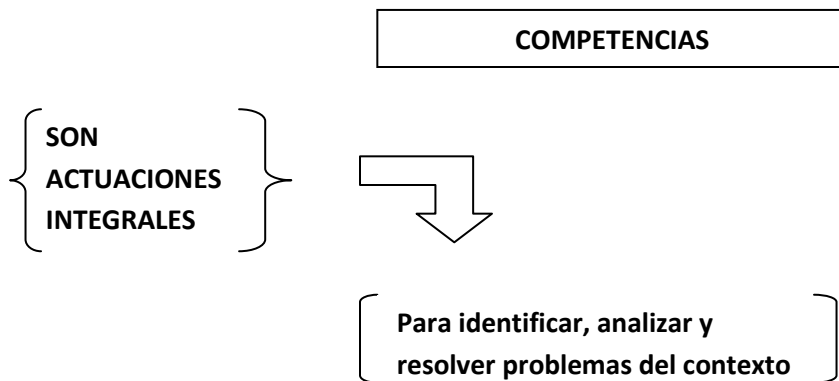 COMPETENCIAS
SON
ACTUACIONES
INTEGRALES
Para identificar, analizar y
resolver problemas del contexto